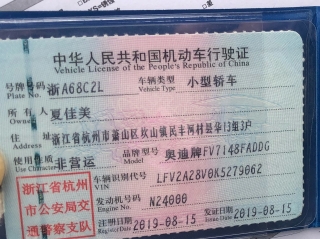 中华人民共和国机动车行驶证
Vehicle License of the People's Republic of China
号牌号码 浙A68C2L 车辆类型 小型轿车
Plate No. Vehicle Type
所有人 夏佳美
Owner
住址 浙江省杭州市萧山区坎山镇民丰河村县华13组3户
Address
使用性质 非营运 品牌型号 奥迪牌FV7148FADDG
Use Character Model
浙江省杭州 车辆识别代号 LFV2A28V0K5279062
VIN
市公安局交 发动机号码 N24000
Engine No.
通警察支队 注册日期 2019-08-15 发证日期 2019-08-15
Register Date Issue Date